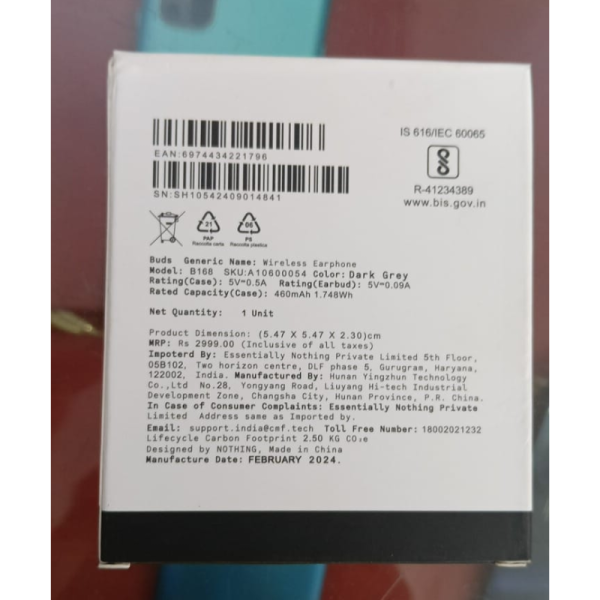 IS 616/IEC 60065
EAN:6974434221796
R-41234389
www.bis.gov.in
SN:SH10542409014841
21
PAP
Raccolta carta
06
PS
Raccolta plastica
Buds Generic Name: Wireless Earphone
Model: B168 SKU:A10600054 Color: Dark Grey
Rating(Case): 5V⎓0.5A Rating(Earbud): 5V⎓0.09A
Rated Capacity(Case): 460mAh 1.748Wh
Net Quantity: 1 Unit
Product Dimension: (5.47 X 5.47 X 2.30)cm
MRP: Rs 2999.00 (Inclusive of all taxes)
Impoterd By: Essentially Nothing Private Limited 5th Floor,
05B102, Two horizon centre, DLF phase 5, Gurugram, Haryana,
122002, India. Manufactured By: Hunan Yingzhun Technology
Co.,Ltd No.28, Yongyang Road, Liuyang Hi-tech Industrial
Development Zone, Changsha City, Hunan Province, P.R. China.
In Case of Consumer Complaints: Essentially Nothing Private
Limited Address same as Imported by.
Email: support.india@cmf.tech Toll Free Number: 18002021232
Lifecycle Carbon Footprint 2.50 KG CO₂e
Designed by NOTHING, Made in China
Manufacture Date: FEBRUARY 2024.